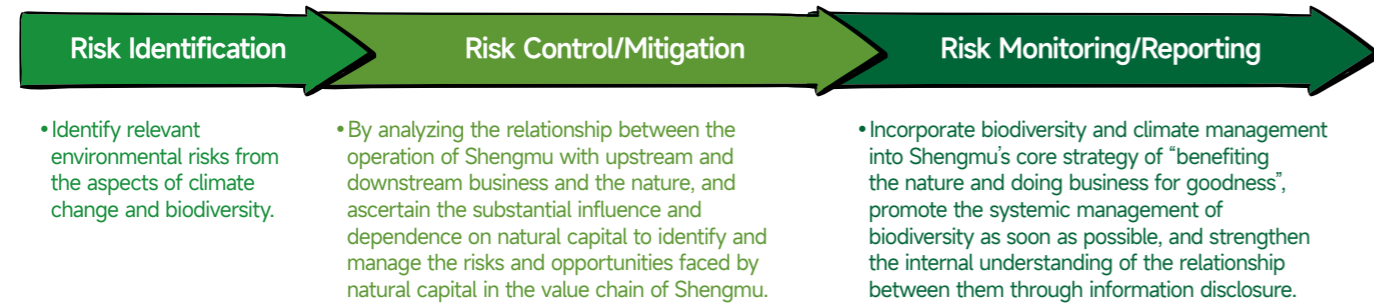 Risk Identification
Risk Control/Mitigation
Risk Monitoring/Reporting
• Identify relevant
environmental risks from
the aspects of climate
change and biodiversity.
• By analyzing the relationship between the
operation of Shengmu with upstream and
downstream business and the nature, and
ascertain the substantial influence and
dependence on natural capital to identify and
manage the risks and opportunities faced by
natural capital in the value chain of Shengmu.
• Incorporate biodiversity and climate management
into Shengmu’s core strategy of “benefiting
the nature and doing business for goodness”,
promote the systemic management of
biodiversity as soon as possible, and strengthen
the internal understanding of the relationship
between them through information disclosure.